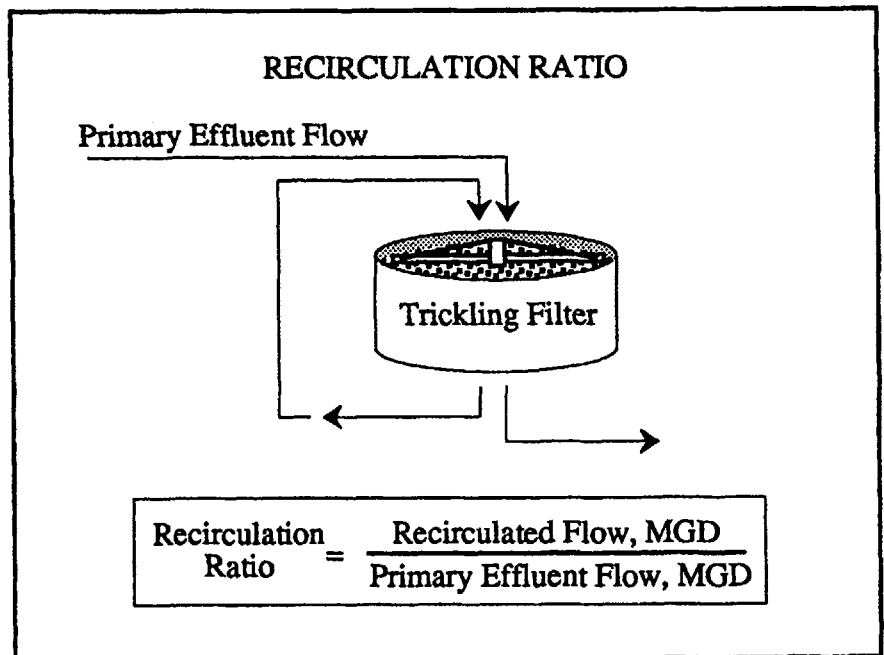 RECIRCULATION RATIO
Primary Effluent Flow
Trickling Filter
Recirculation
Ratio
=
Recirculated Flow, MGD
Primary Effluent Flow, MGD